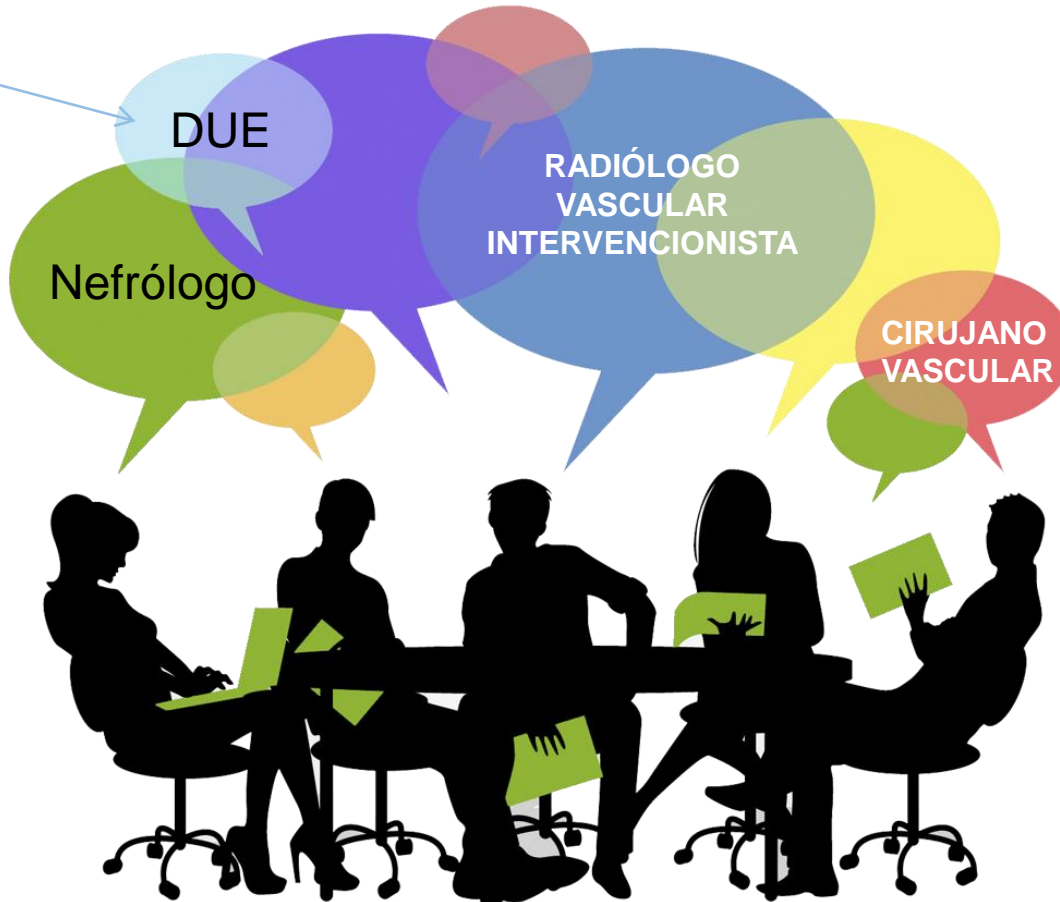 DUE
Nefrólogo
RADIÓLOGO
VASCULAR
INTERVENCIONISTA
CIRUJANO
VASCULAR